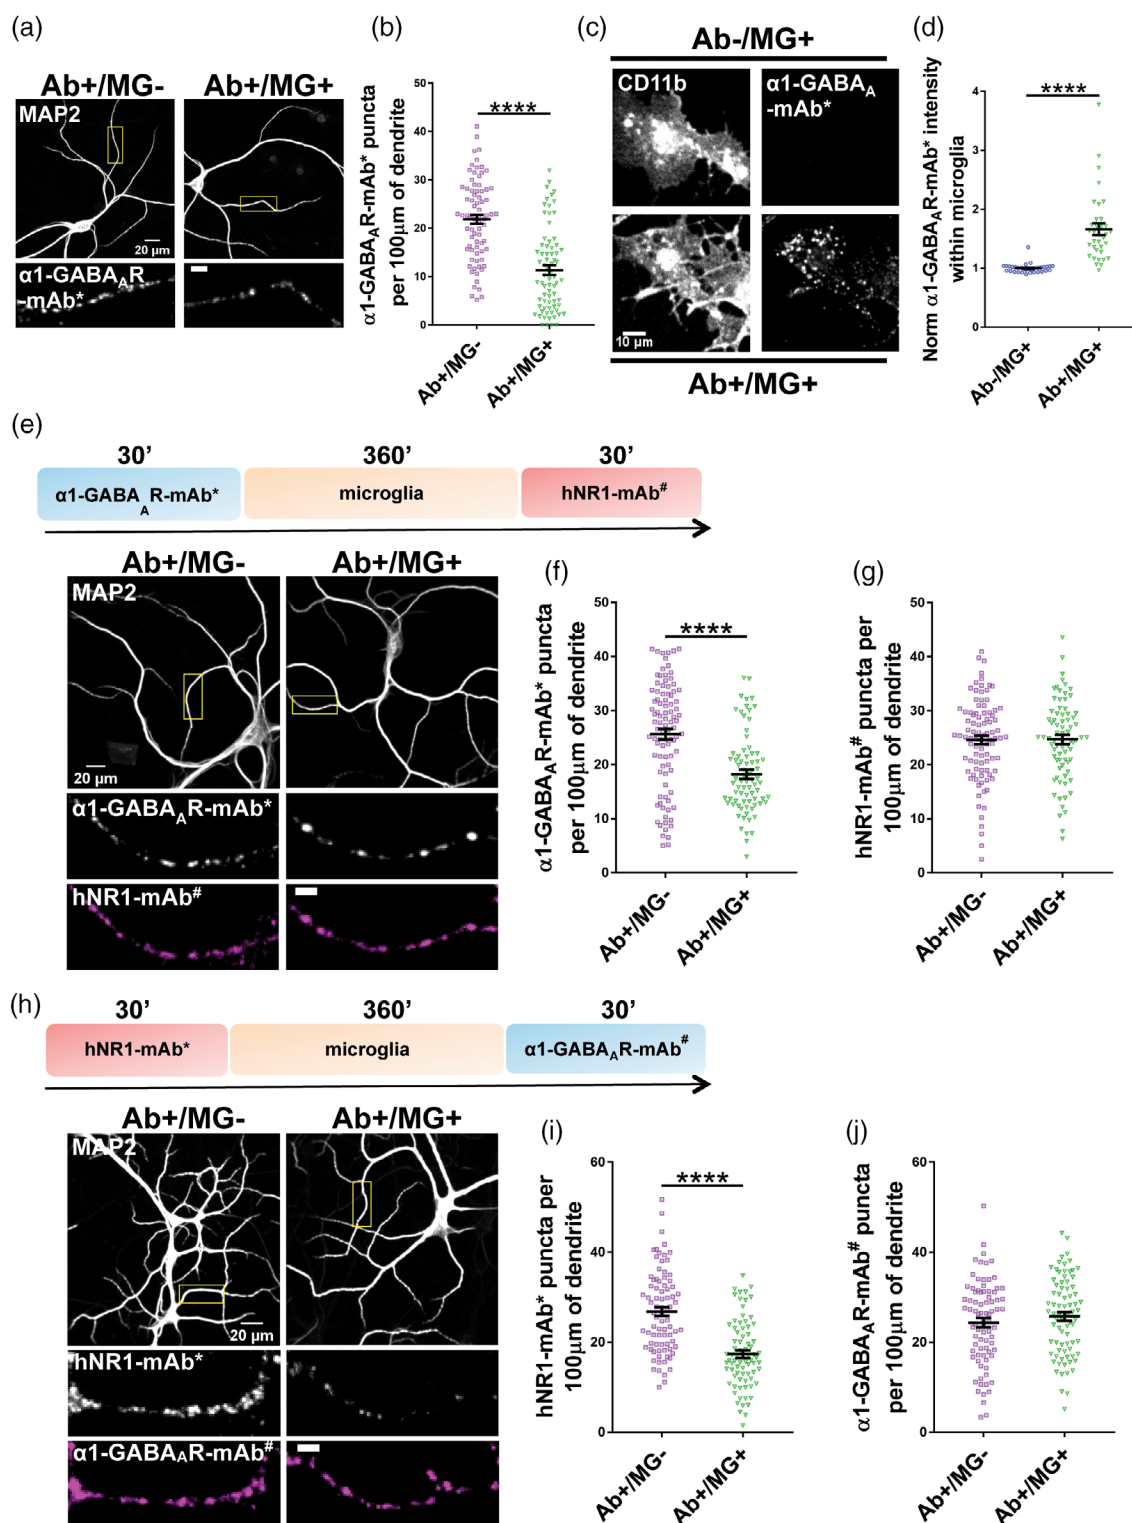 (a)
Ab+/MG-
Ab+/MG+
MAP2
20 µm
α1-GABAAR
-mAb*
(b)
α1-GABAAR-mAb* puncta
per 100µm of dendrite
50
40
30
20
10
0
****
Ab+/MG-
Ab+/MG+
(c)
Ab-/MG+
CD11b
α1-GABAA
-mAb*
10 µm
Ab+/MG+
(d)
Norm α1-GABAAR-mAb* intensity
within microglia
4
3
2
1
0
****
Ab-/MG+
Ab+/MG+
(e)
30'
360'
30'
α1-GABAAR-mAb*
microglia
hNR1-mAb#
Ab+/MG-
Ab+/MG+
MAP2
20 µm
α1-GABAAR-mAb*
hNR1-mAb#
(f)
α1-GABAAR-mAb* puncta
per 100µm of dendrite
50
40
30
20
10
0
****
Ab+/MG-
Ab+/MG+
(g)
hNR1-mAb# puncta per
100µm of dendrite
50
40
30
20
10
0
Ab+/MG-
Ab+/MG+
(h)
30'
360'
30'
hNR1-mAb*
microglia
α1-GABAAR-mAb#
Ab+/MG-
Ab+/MG+
MAP2
20 µm
hNR1-mAb*
α1-GABAAR-mAb#
(i)
hNR1-mAb* puncta per
100µm of dendrite
60
40
20
0
****
Ab+/MG-
Ab+/MG+
(j)
α1-GABAAR-mAb# puncta
per 100µm of dendrite
60
40
20
0
Ab+/MG-
Ab+/MG+